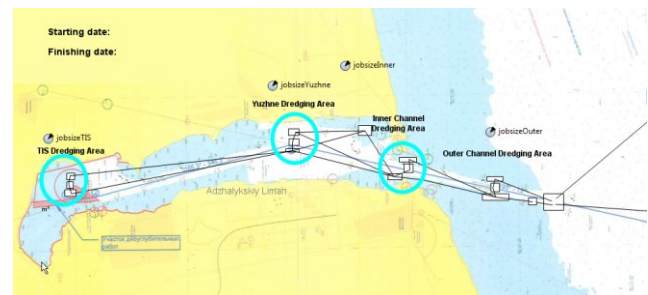 Starting date:
Finishing date:
jobsizeInner
jobsizeYuzhne
Yuzhne Dredging Area
Inner Channel
Dredging Area
jobsizeTIS
TIS Dredging Area
jobsizeOuter
Outer Channel Dredging Area
Adzhalykskiy Liman
m³
Участок дноуглубительных
работ